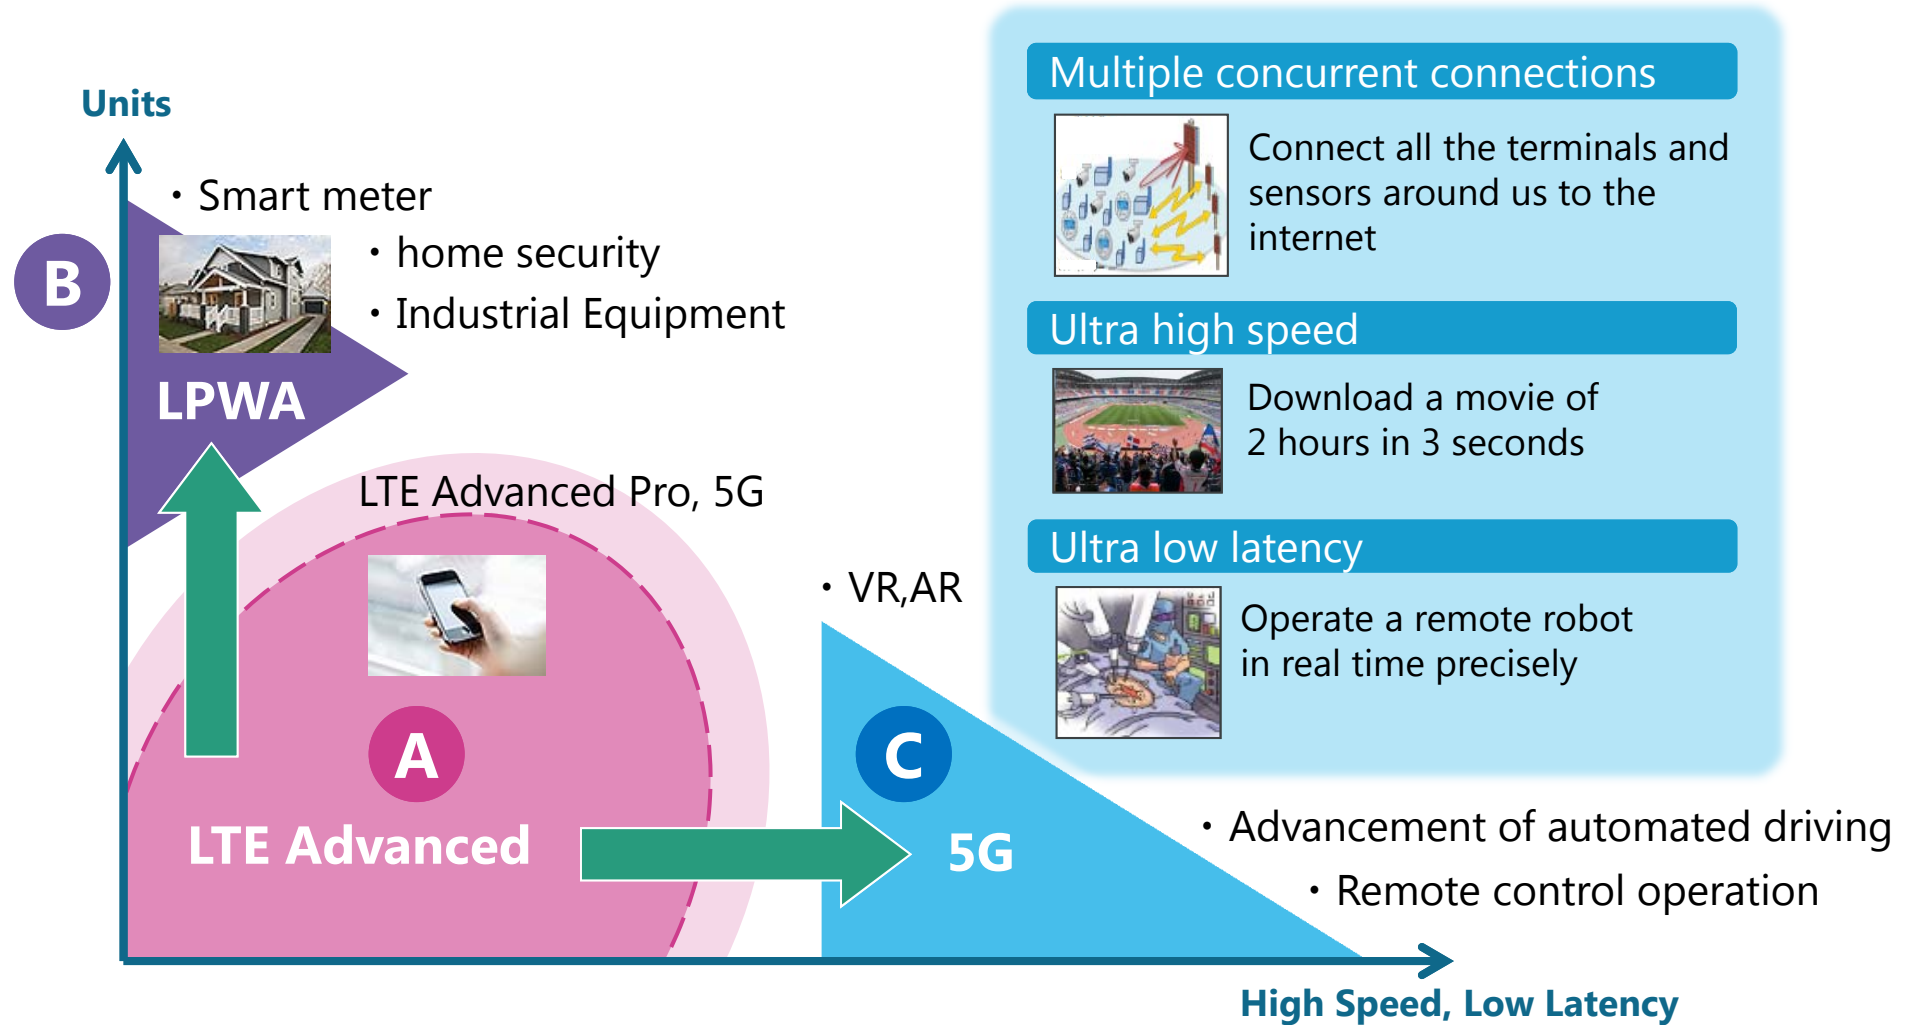 Units
・Smart meter
・home security
・Industrial Equipment
B
LPWA
LTE Advanced Pro, 5G
A
LTE Advanced
・VR,AR
C
5G
・Advancement of automated driving
・Remote control operation
High Speed, Low Latency
Multiple concurrent connections
Connect all the terminals and
sensors around us to the
internet
Ultra high speed
Download a movie of
2 hours in 3 seconds
Ultra low latency
Operate a remote robot
in real time precisely